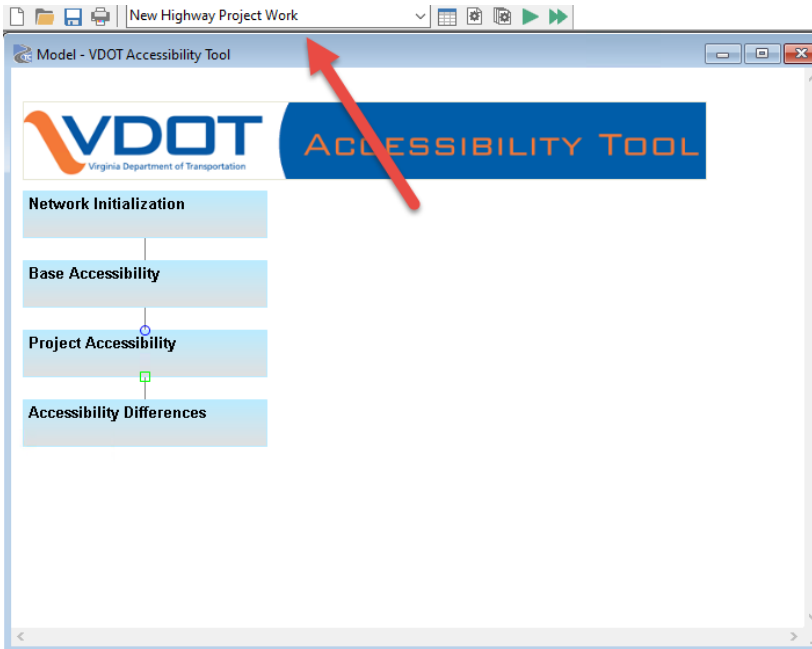 New Highway Project Work
Model - VDOT Accessibility Tool
VDOT
Virginia Department of Transportation
ACCESSIBILITY TOOL
Network Initialization
Base Accessibility
Project Accessibility
Accessibility Differences